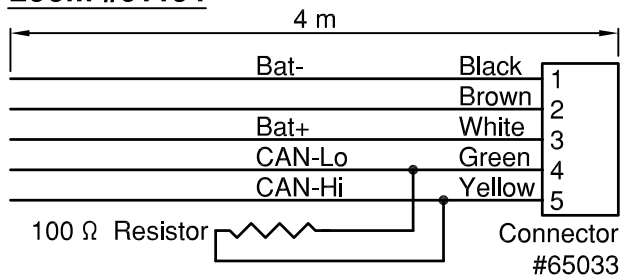 4 m
Bat- Black 1
Brown 2
Bat+ White 3
CAN-Lo Green 4
CAN-Hi Yellow 5
100 Ω Resistor
Connector
#65033